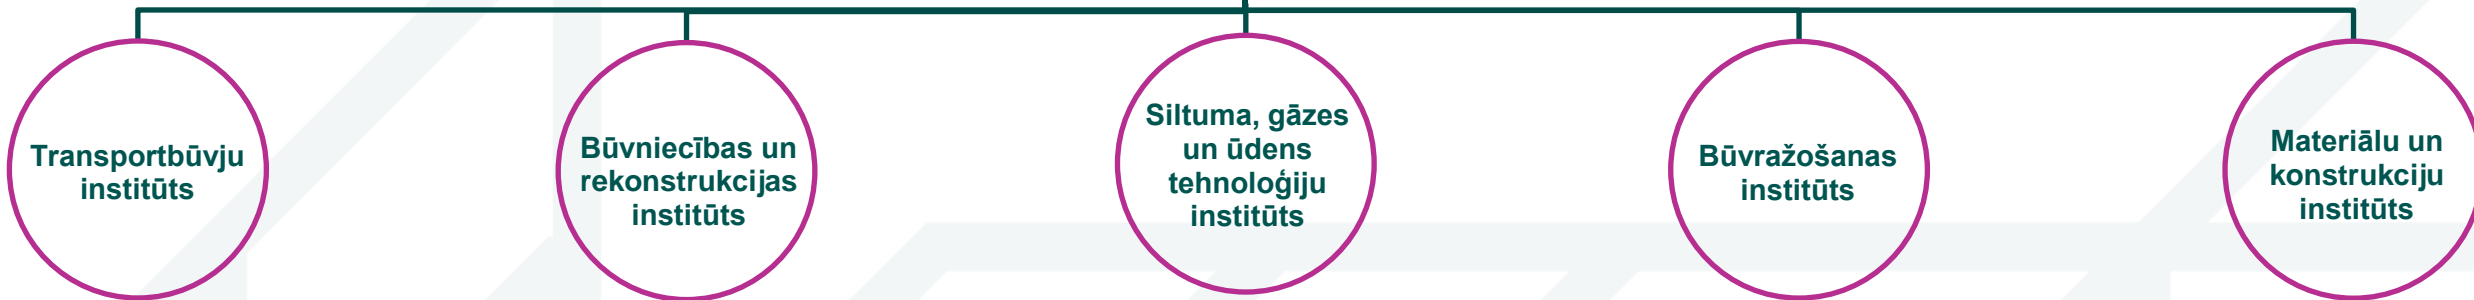 Transportbūvju
institūts
Būvniecības un
rekonstrukcijas
institūts
Siltuma, gāzes
un ūdens
tehnoloģiju
institūts
Būvražošanas
institūts
Materiālu un
konstrukciju
institūts